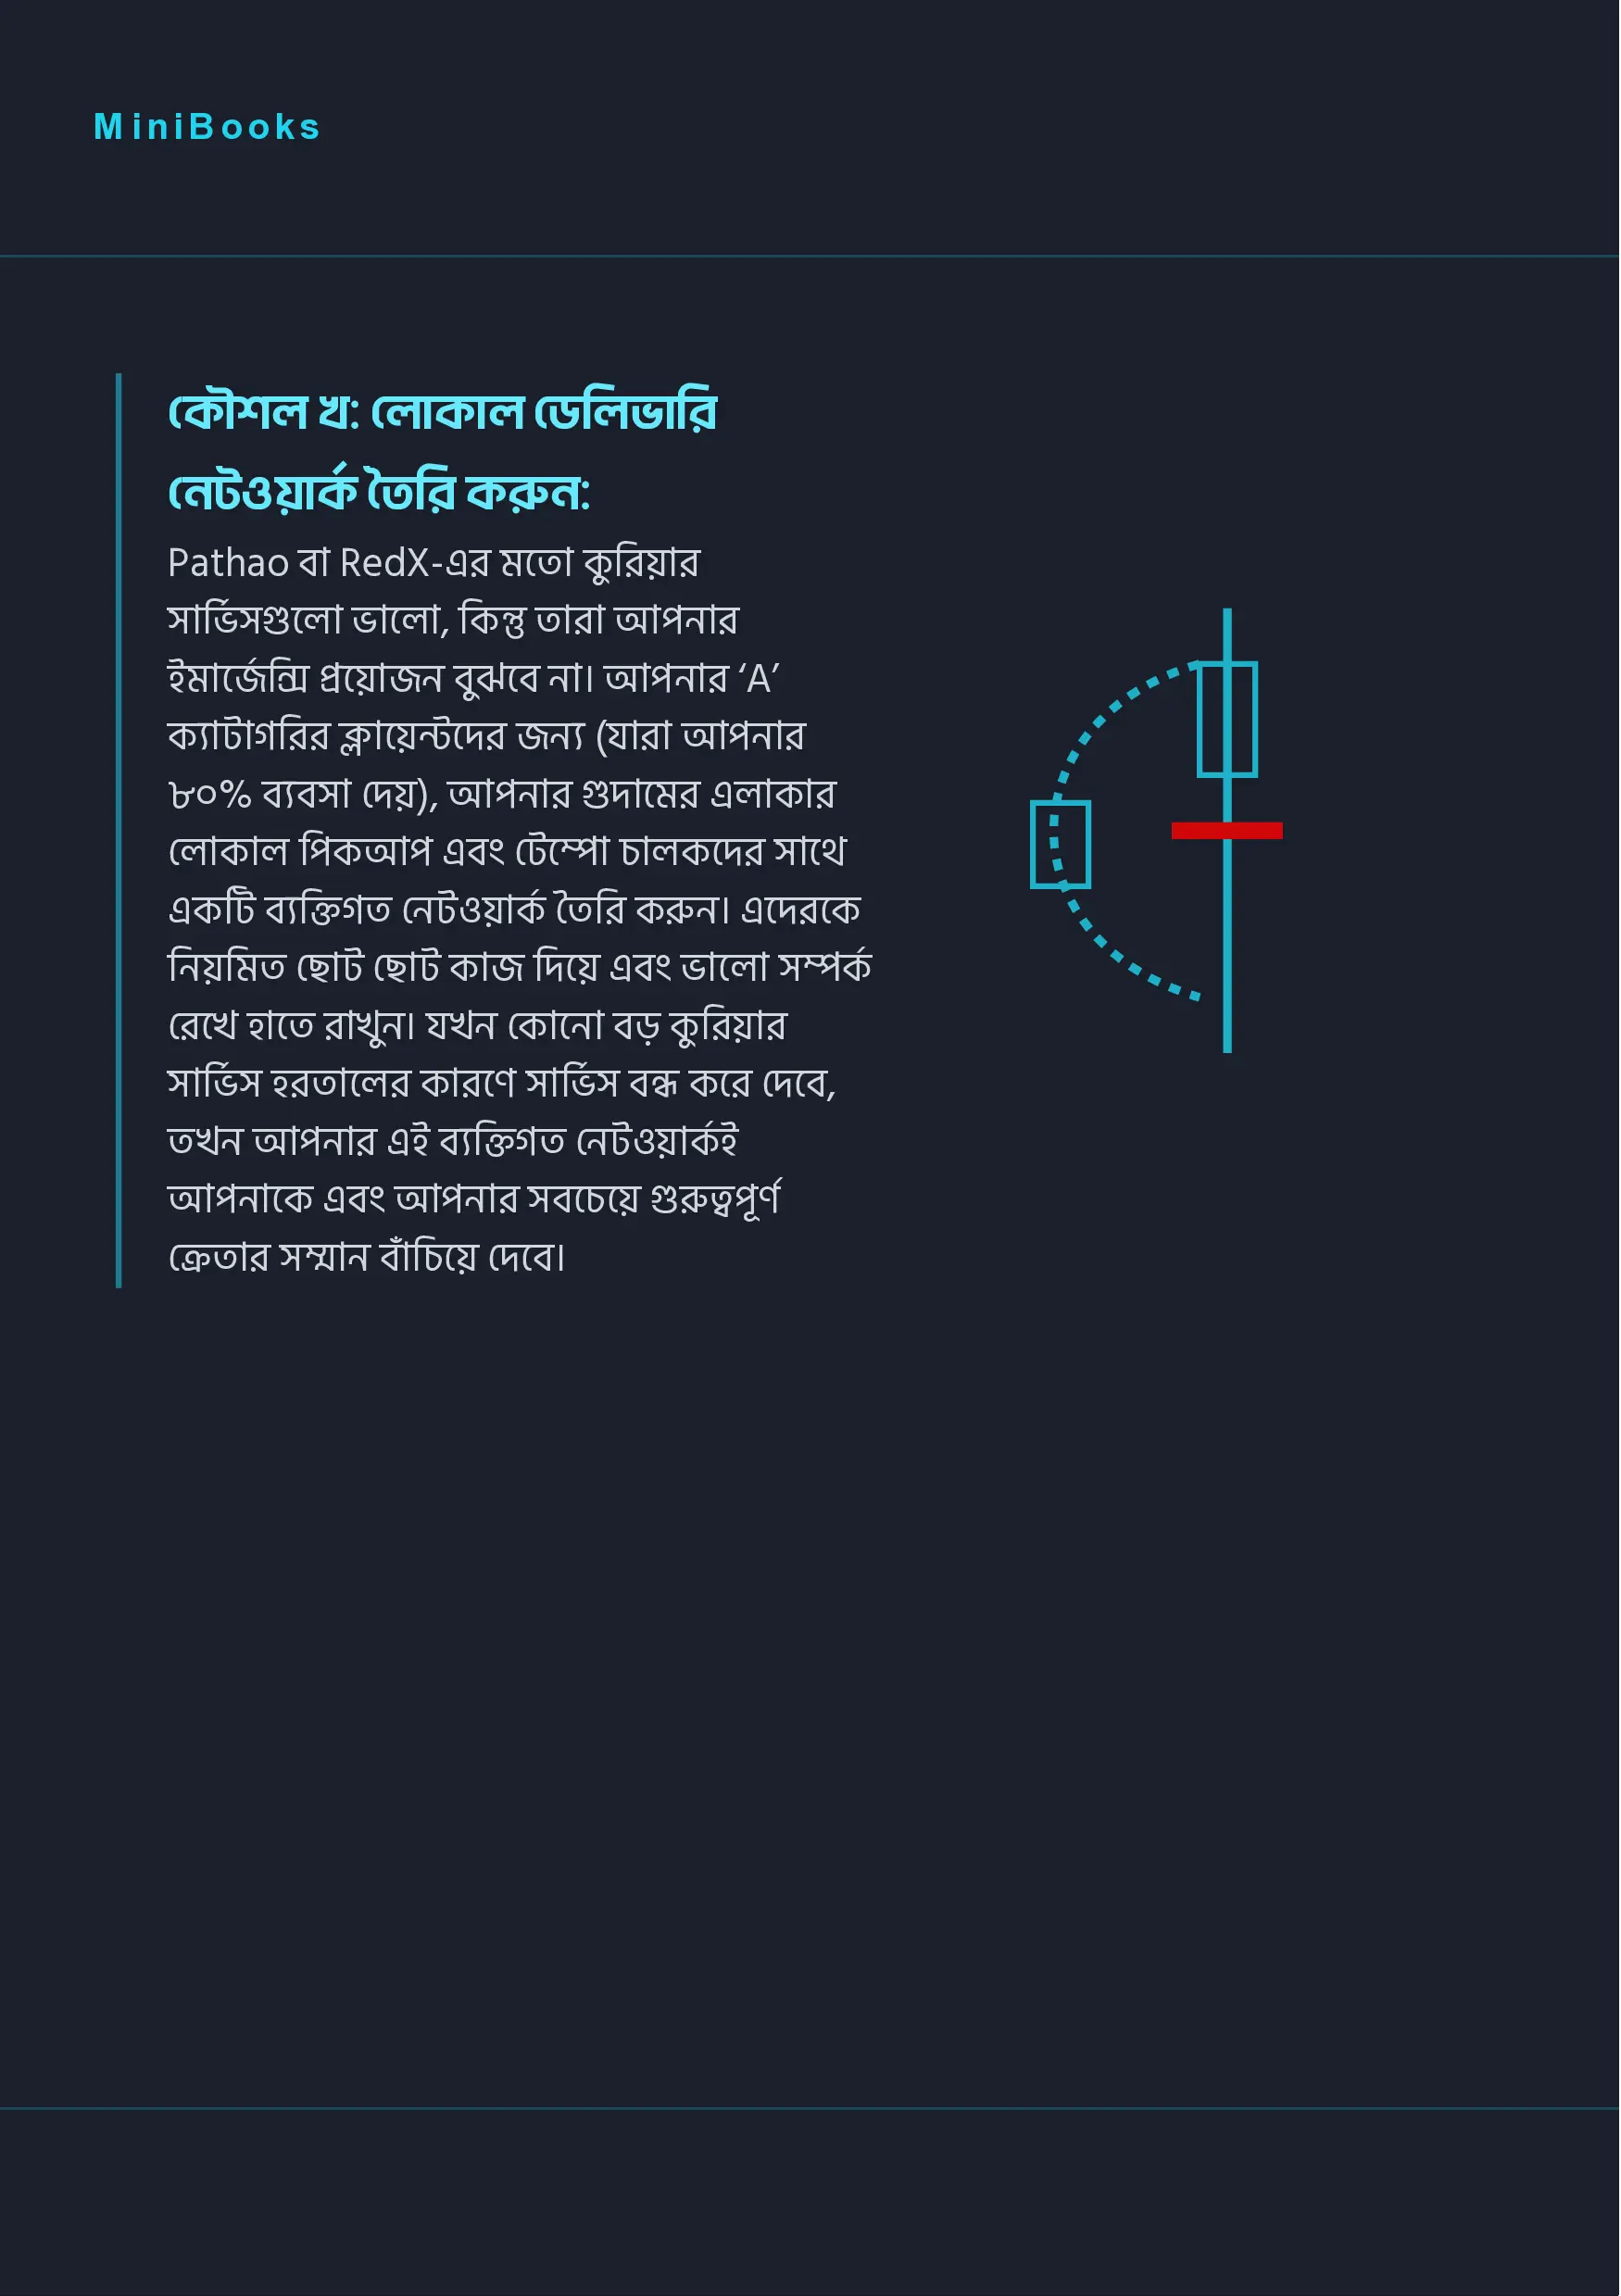 MiniBooks
কৌশল খ: লোকাল ডেলিভারি
নেটওয়ার্ক তৈরি করুন:
Pathao বা RedX-এর মতো কুরিয়ার
সার্ভিসগুলো ভালো, কিন্তু তারা আপনার
ইমার্জেন্সি প্রয়োজন বুঝবে না। আপনার ‘A’
ক্যাটাগরির ক্লায়েন্টদের জন্য (যারা আপনার
৮০% ব্যবসা দেয়), আপনার গুদামের এলাকার
লোকাল পিকআপ এবং টেম্পো চালকদের সাথে
একটি ব্যক্তিগত নেটওয়ার্ক তৈরি করুন। এদেরকে
নিয়মিত ছোট ছোট কাজ দিয়ে এবং ভালো সম্পর্ক
রেখে হাতে রাখুন। যখন কোনো বড় কুরিয়ার
সার্ভিস হরতালের কারণে সার্ভিস বন্ধ করে দেবে,
তখন আপনার এই ব্যক্তিগত নেটওয়ার্কই
আপনাকে এবং আপনার সবচেয়ে গুরুত্বপূর্ণ
ক্রেতার সম্মান বাঁচিয়ে দেবে।